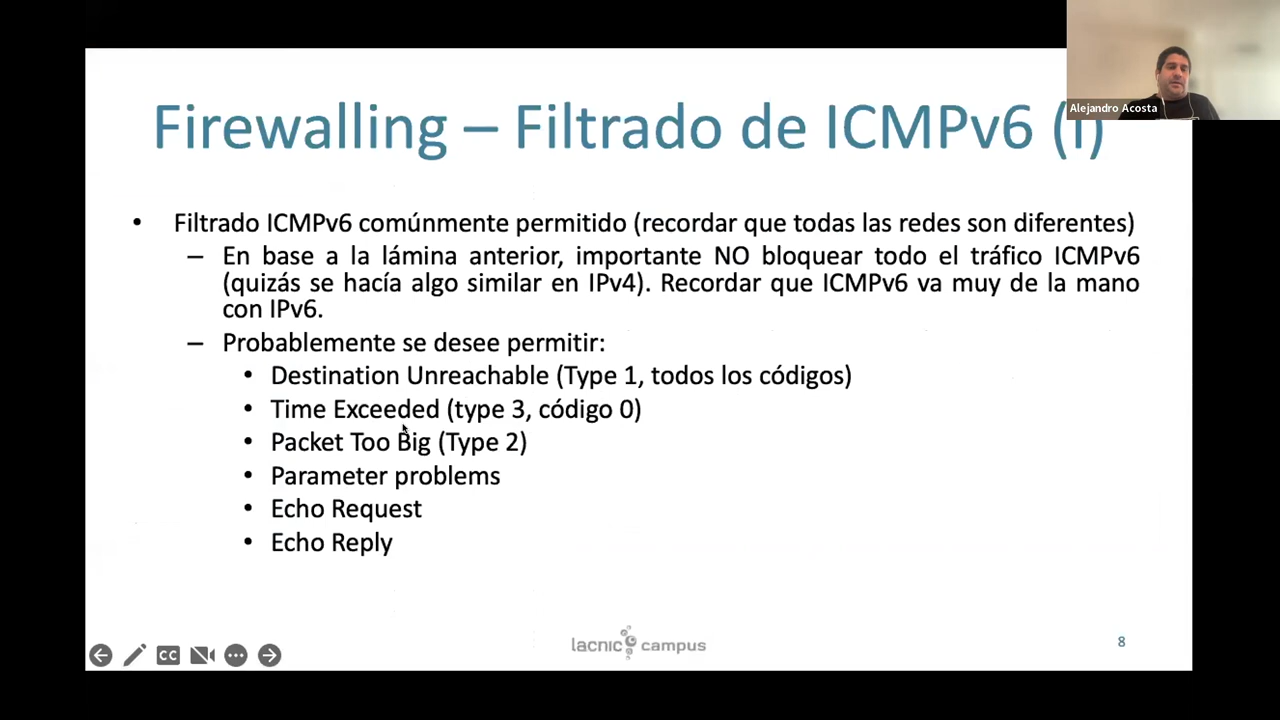 Alejandro Acosta
Firewalling – Filtrado de ICMPv6 (I)
• Filtrado ICMPv6 comúnmente permitido (recordar que todas las redes son diferentes)
– En base a la lámina anterior, importante NO bloquear todo el tráfico ICMPv6
(quizás se hacía algo similar en IPv4). Recordar que ICMPv6 va muy de la mano
con IPv6.
– Probablemente se desee permitir:
• Destination Unreachable (Type 1, todos los códigos)
• Time Exceeded (type 3, código 0)
• Packet Too Big (Type 2)
• Parameter problems
• Echo Request
• Echo Reply
lacnic campus
8
CC